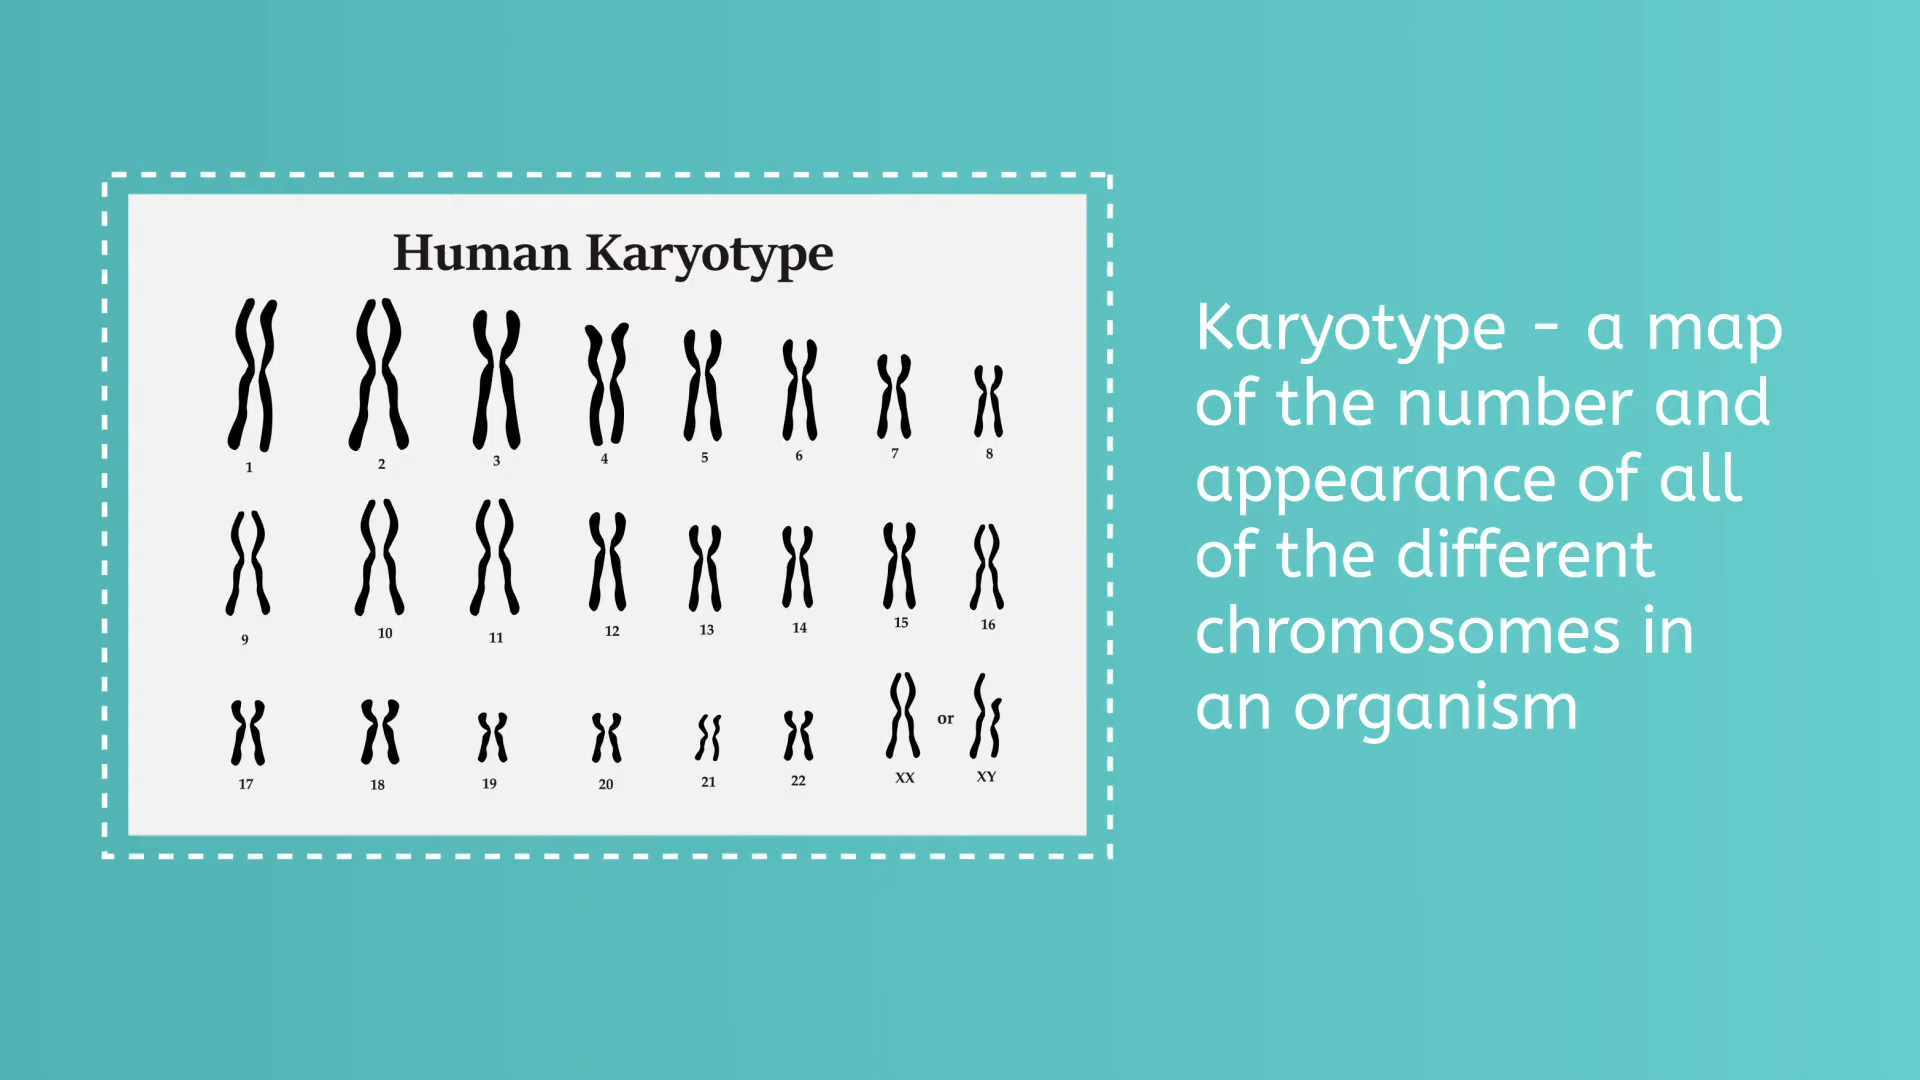 Human Karyotype
1 2 3 4 5 6 7 8
9 10 11 12 13 14 15 16
or
17 18 19 20 21 22 XX XY
Karyotype - a map
of the number and
appearance of all
of the different
chromosomes in
an organism